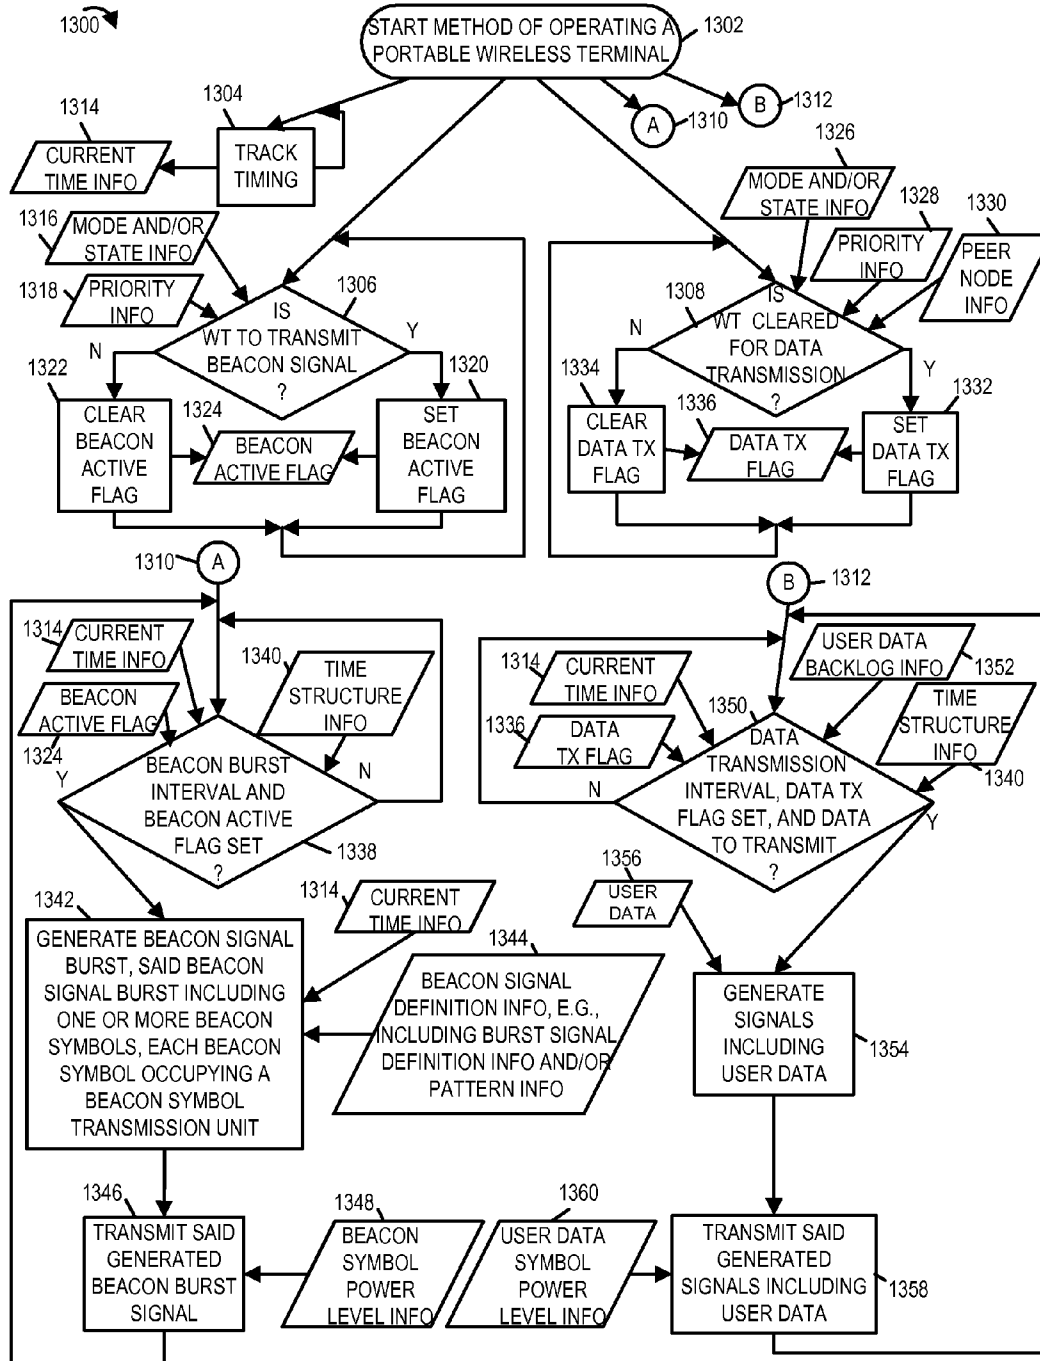 1300
START METHOD OF OPERATING A
PORTABLE WIRELESS TERMINAL
1302
1304
TRACK
TIMING
1314
CURRENT
TIME INFO
A
1310
B
1312
1316
MODE AND/OR
STATE INFO
1318
PRIORITY
INFO
1306
IS
WT TO TRANSMIT
BEACON SIGNAL
?
N
Y
1322
CLEAR
BEACON
ACTIVE
FLAG
1324
BEACON
ACTIVE FLAG
1320
SET
BEACON
ACTIVE
FLAG
1326
MODE AND/OR
STATE INFO
1328
PRIORITY
INFO
1330
PEER
NODE
INFO
1308
IS
WT CLEARED
FOR DATA
TRANSMISSION
?
N
Y
1334
CLEAR
DATA TX
FLAG
1336
DATA TX
FLAG
1332
SET
DATA TX
FLAG
1310
A
1314
CURRENT
TIME INFO
BEACON
ACTIVE FLAG
1324
1340
TIME
STRUCTURE
INFO
Y
N
BEACON BURST
INTERVAL AND
BEACON ACTIVE
FLAG SET
?
1338
1342
GENERATE BEACON SIGNAL
BURST, SAID BEACON
SIGNAL BURST INCLUDING
ONE OR MORE BEACON
SYMBOLS, EACH BEACON
SYMBOL OCCUPYING A
BEACON SYMBOL
TRANSMISSION UNIT
1314
CURRENT
TIME INFO
1344
BEACON SIGNAL
DEFINITION INFO, E.G.,
INCLUDING BURST SIGNAL
DEFINITION INFO AND/OR
PATTERN INFO
1346
TRANSMIT SAID
GENERATED
BEACON BURST
SIGNAL
1348
BEACON
SYMBOL
POWER
LEVEL INFO
B
1312
1314
CURRENT
TIME INFO
1336
DATA
TX FLAG
USER DATA
BACKLOG INFO
1352
TIME
STRUCTURE
INFO
1340
1350
DATA
TRANSMISSION
INTERVAL, DATA TX
FLAG SET, AND DATA
TO TRANSMIT
?
N
Y
1356
USER
DATA
GENERATE
SIGNALS
INCLUDING
USER DATA
1354
1360
USER DATA
SYMBOL
POWER
LEVEL INFO
TRANSMIT SAID
GENERATED
SIGNALS INCLUDING
USER DATA
1358